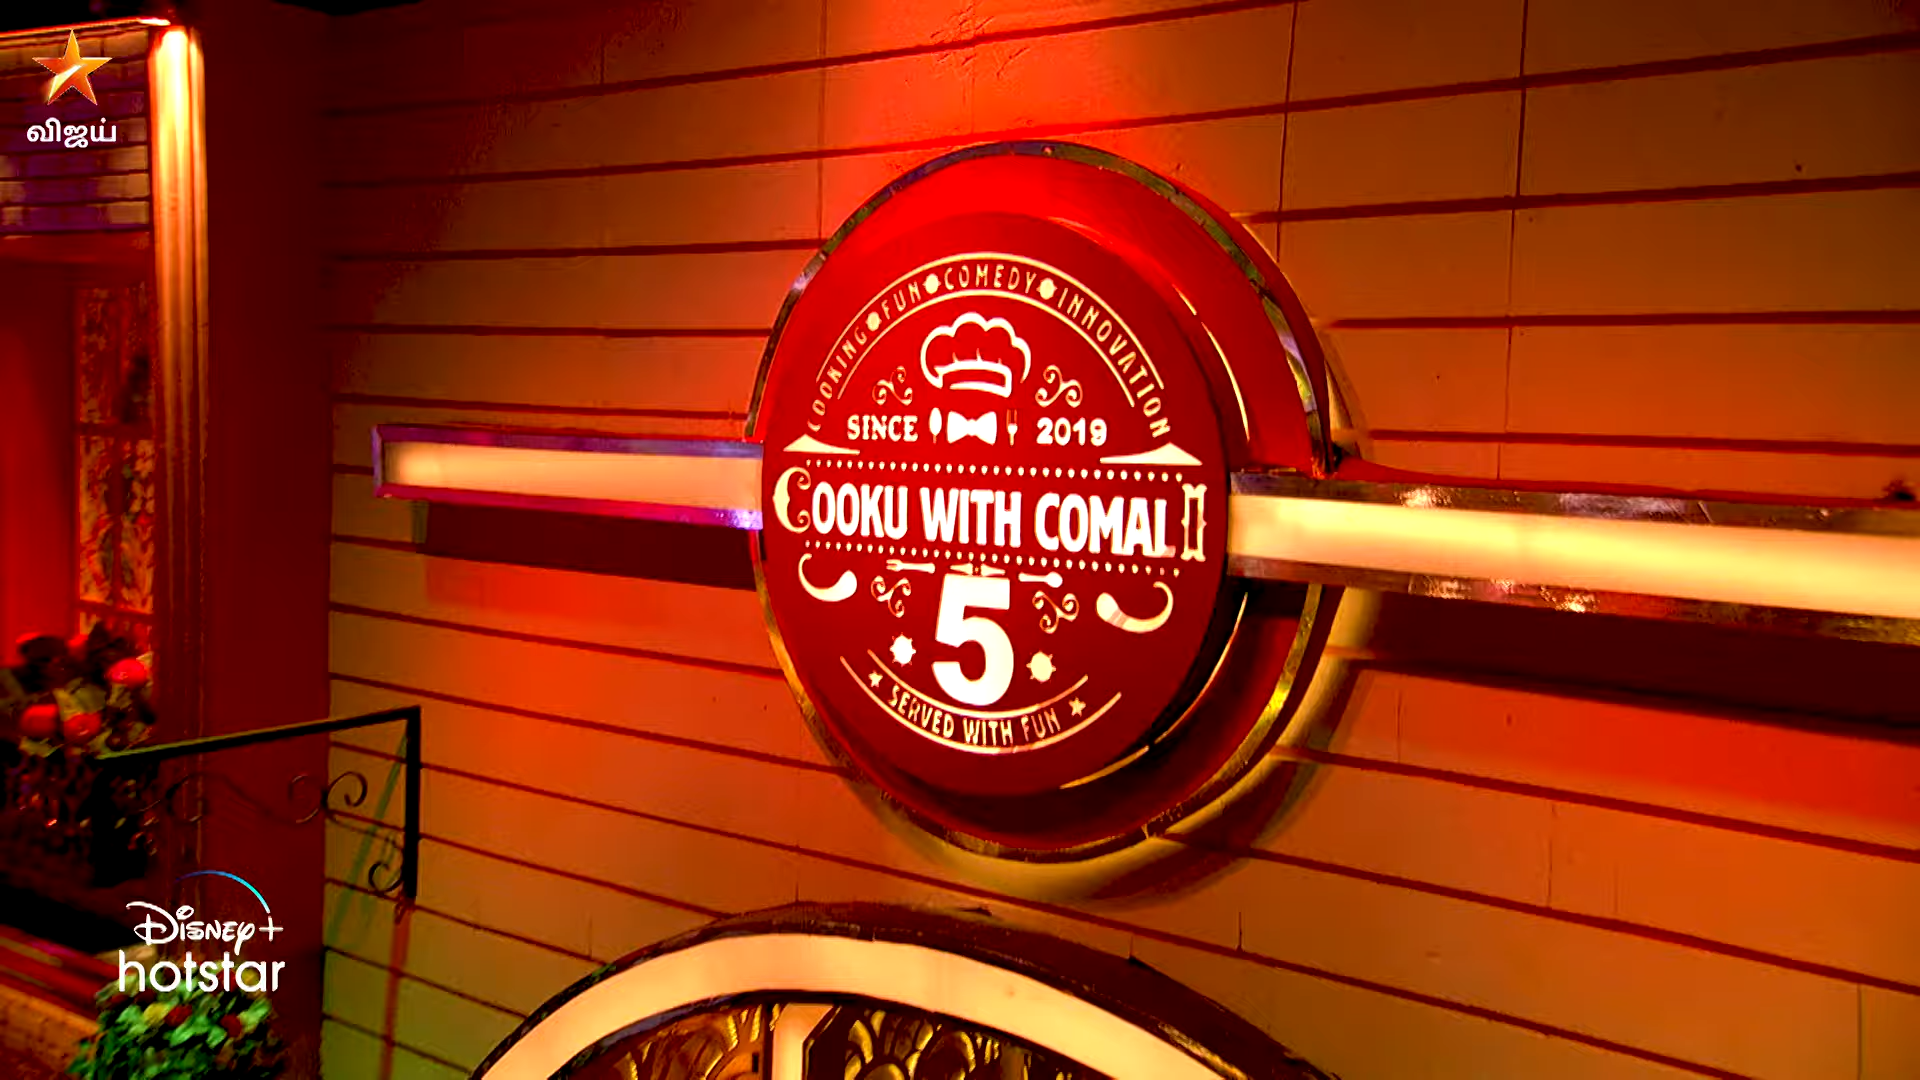 விஜய்
COOKING FUN COMEDY INNOVATION
SINCE 2019
COOKU WITH COMALI
5
SERVED WITH FUN
Disney+
hotstar